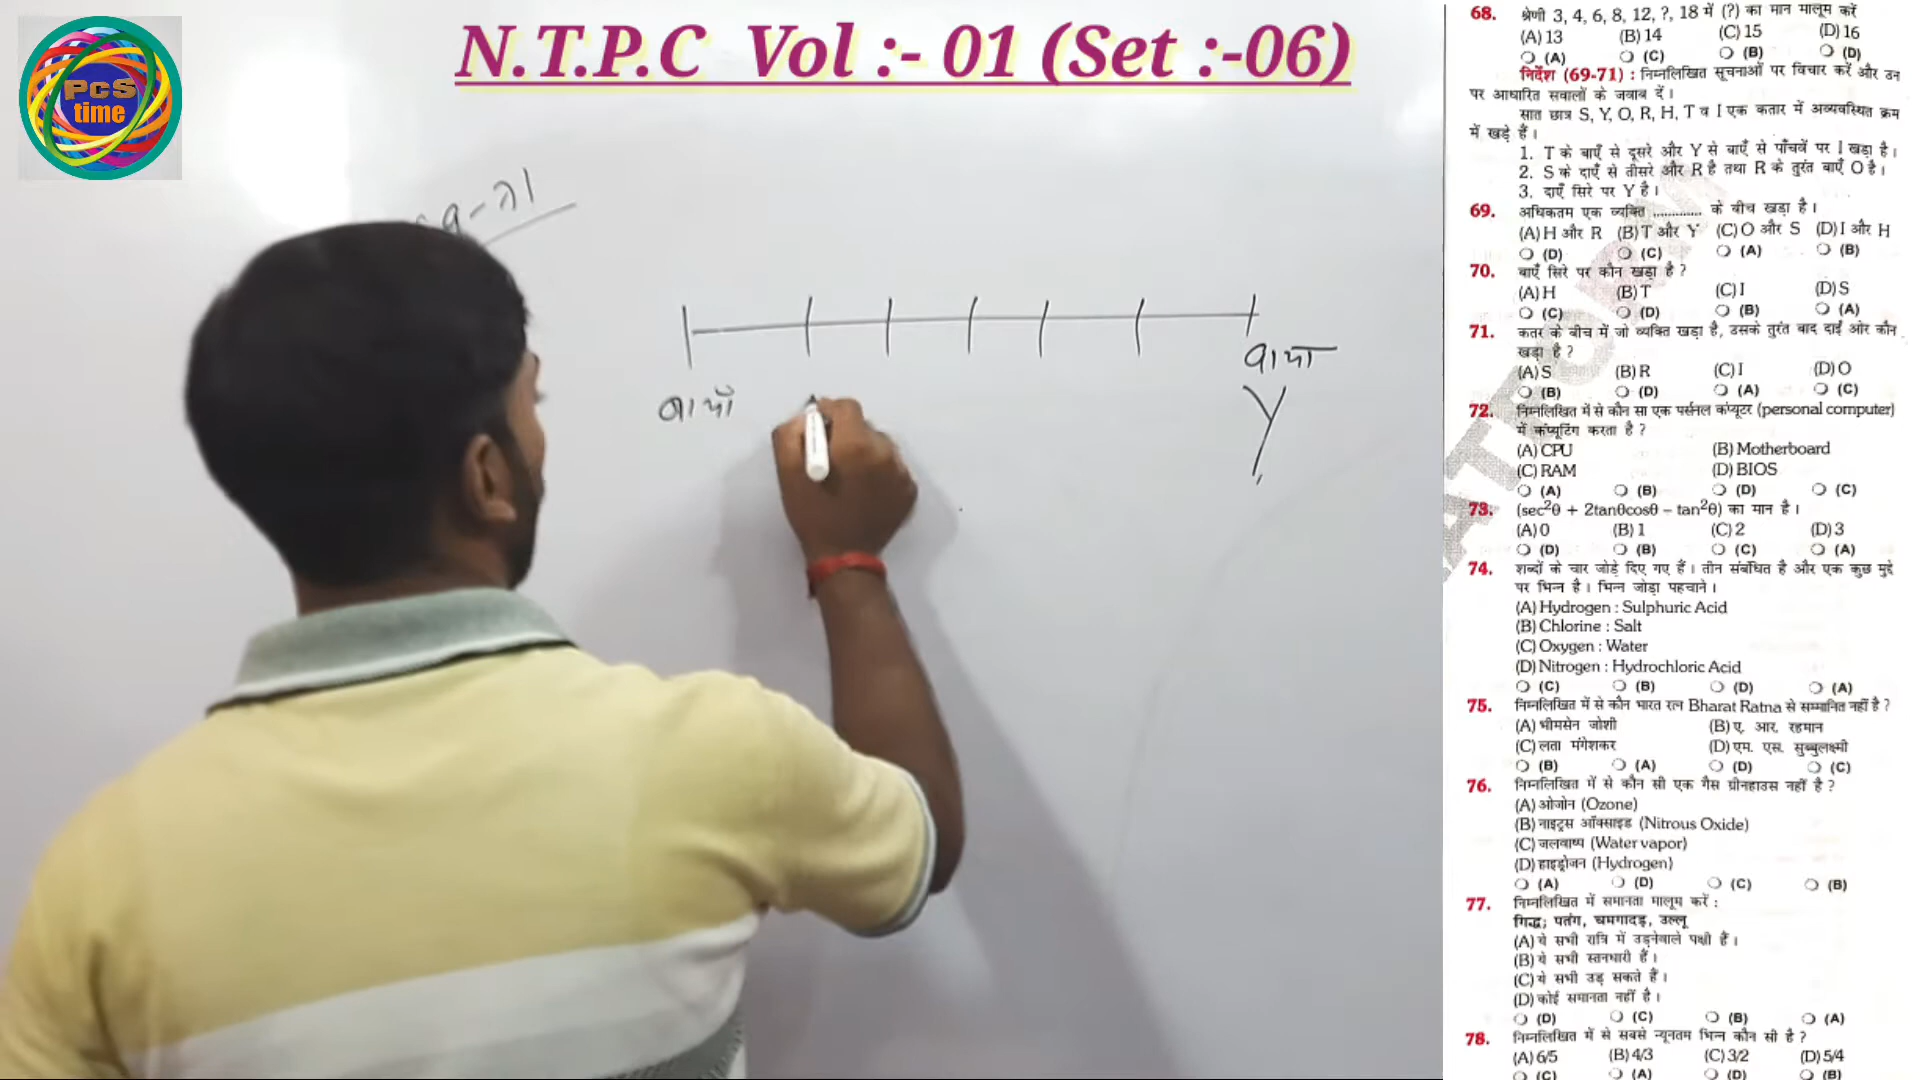 N.T.P.C Vol :- 01 (Set :-06)
PcS
time
बायाँ
Y
68. श्रेणी 3, 4, 6, 8, 12, ?, 18 में (?) का मान मालूम करें
(A) 13 (B) 14 (C) 15 (D) 16
(A) (C) (B) (D)
निर्देश (69-71) : निम्नलिखित सूचनाओं पर विचार करें और उन
पर आधारित सवालों के जवाब दें।
सात छात्र S, Y, O, R, H, T व I एक कतार में अव्यवस्थित क्रम
में खड़े हैं।
1. T के बाएँ से दूसरे और Y से बाएँ से पाँचवें पर I खड़ा है।
2. S के दाएँ से तीसरे और R है तथा R के तुरंत बाएँ O है।
3. दाएँ सिरे पर Y है।
69. अधिकतम एक व्यक्ति .............. के बीच खड़ा है।
(A) H और R (B) T और Y (C) O और S (D) I और H
(D) (C) (A) (B)
70. बाएँ सिरे पर कौन खड़ा है ?
(A) H (B) T (C) I (D) S
(C) (D) (B) (A)
71. कतर के बीच में जो व्यक्ति खड़ा है, उसके तुरंत बाद दाईं ओर कौन
खड़ा है ?
(A) S (B) R (C) I (D) O
(B) (D) (A) (C)
72. निम्नलिखित में से कौन सा एक पर्सनल कंप्यूटर (personal computer)
में कंप्यूटिंग करता है ?
(A) CPU (B) Motherboard
(C) RAM (D) BIOS
(A) (B) (D) (C)
73. (sec²θ + 2tanθcosθ – tan²θ) का मान है।
(A) 0 (B) 1 (C) 2 (D) 3
(D) (B) (C) (A)
74. शब्दों के चार जोड़े दिए गए हैं। तीन संबंधित है और एक कुछ मुद्दे
पर भिन्न है। भिन्न जोड़ा पहचाने।
(A) Hydrogen : Sulphuric Acid
(B) Chlorine : Salt
(C) Oxygen : Water
(D) Nitrogen : Hydrochloric Acid
(C) (B) (D) (A)
75. निम्नलिखित में से कौन भारत रत्न Bharat Ratna से सम्मानित नहीं है ?
(A) भीमसेन जोशी (B) ए. आर. रहमान
(C) लता मंगेशकर (D) एम. एस. सुब्बुलक्ष्मी
(B) (A) (D) (C)
76. निम्नलिखित में से कौन सी एक गैस ग्रीनहाउस नहीं है ?
(A) ओजोन (Ozone)
(B) नाइट्रस ऑक्साइड (Nitrous Oxide)
(C) जलवाष्प (Water vapor)
(D) हाइड्रोजन (Hydrogen)
(A) (D) (C) (B)
77. निम्नलिखित में समानता मालूम करें :
गिद्ध; पतंग, चमगादड़, उल्लू
(A) ये सभी रात्रि में उड़नेवाले पक्षी हैं।
(B) ये सभी स्तनधारी हैं।
(C) ये सभी उड़ सकते हैं।
(D) कोई समानता नहीं है।
(D) (C) (B) (A)
78. निम्नलिखित में से सबसे न्यूनतम भिन्न कौन सी है ?
(A) 6/5 (B) 4/3 (C) 3/2 (D) 5/4
(C) (A) (D) (B)